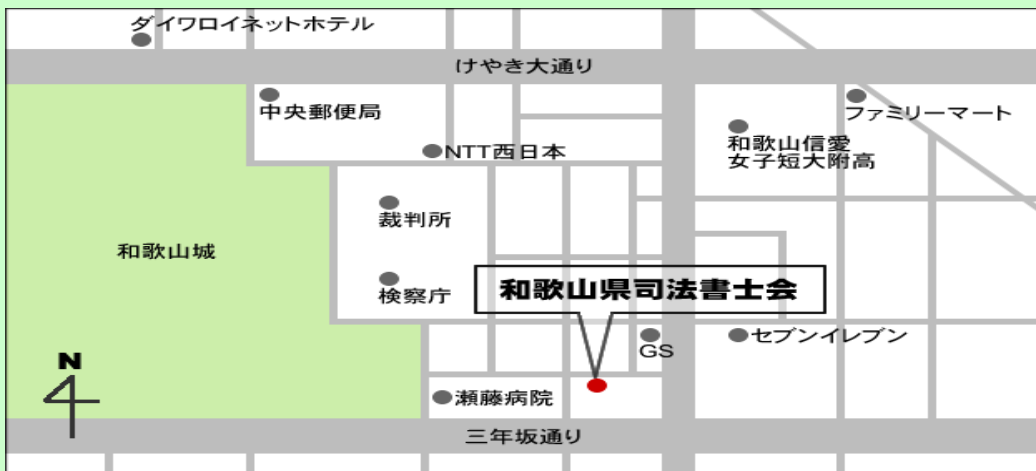 ダイワロイネットホテル
けやき大通り
中央郵便局
ファミリーマート
和歌山信愛
女子短大附高
NTT西日本
裁判所
和歌山城
検察庁
和歌山県司法書士会
セブンイレブン
GS
N
瀬藤病院
三年坂通り